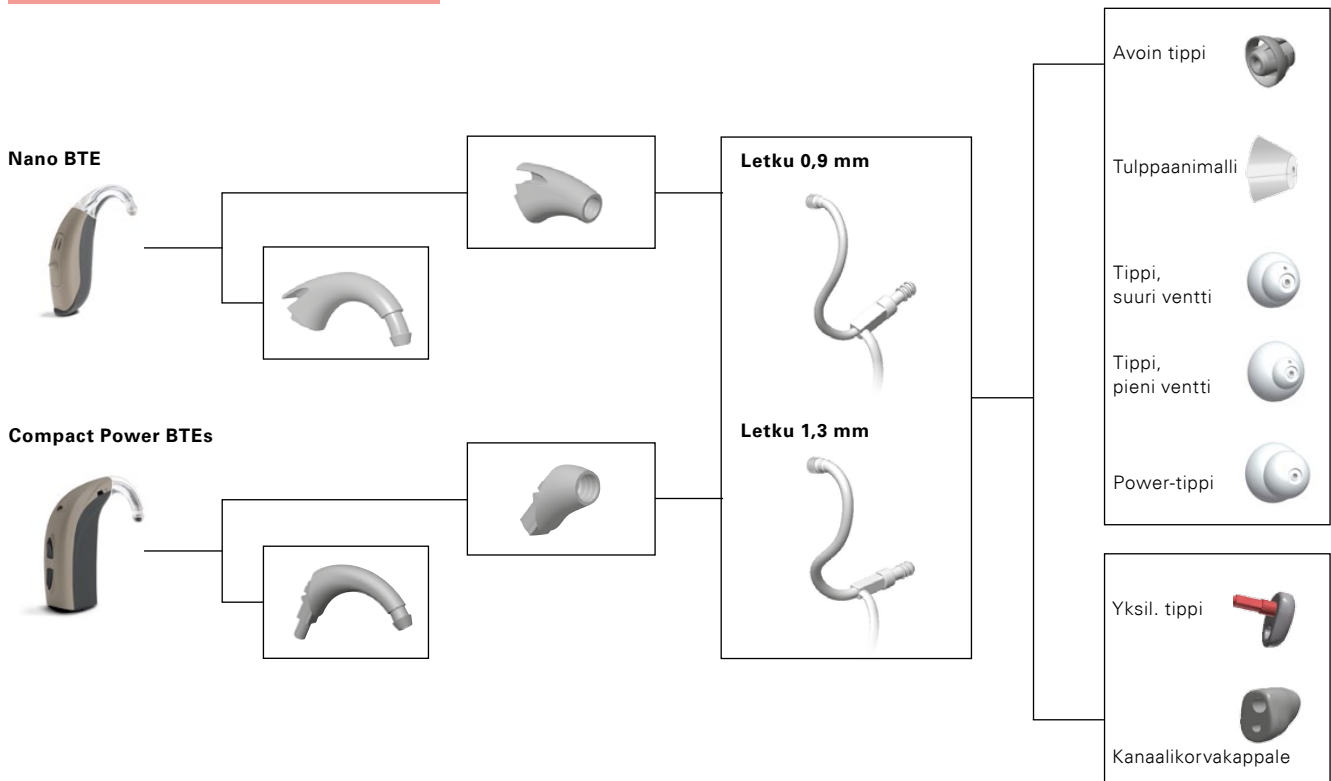 Nano BTE
Compact Power BTEs
Letku 0,9 mm
Letku 1,3 mm
Avoin tippi
Tulppaanimalli
Tippi,
suuri ventti
Tippi,
pieni ventti
Power-tippi
Yksil. tippi
Kanaalikorvakappale